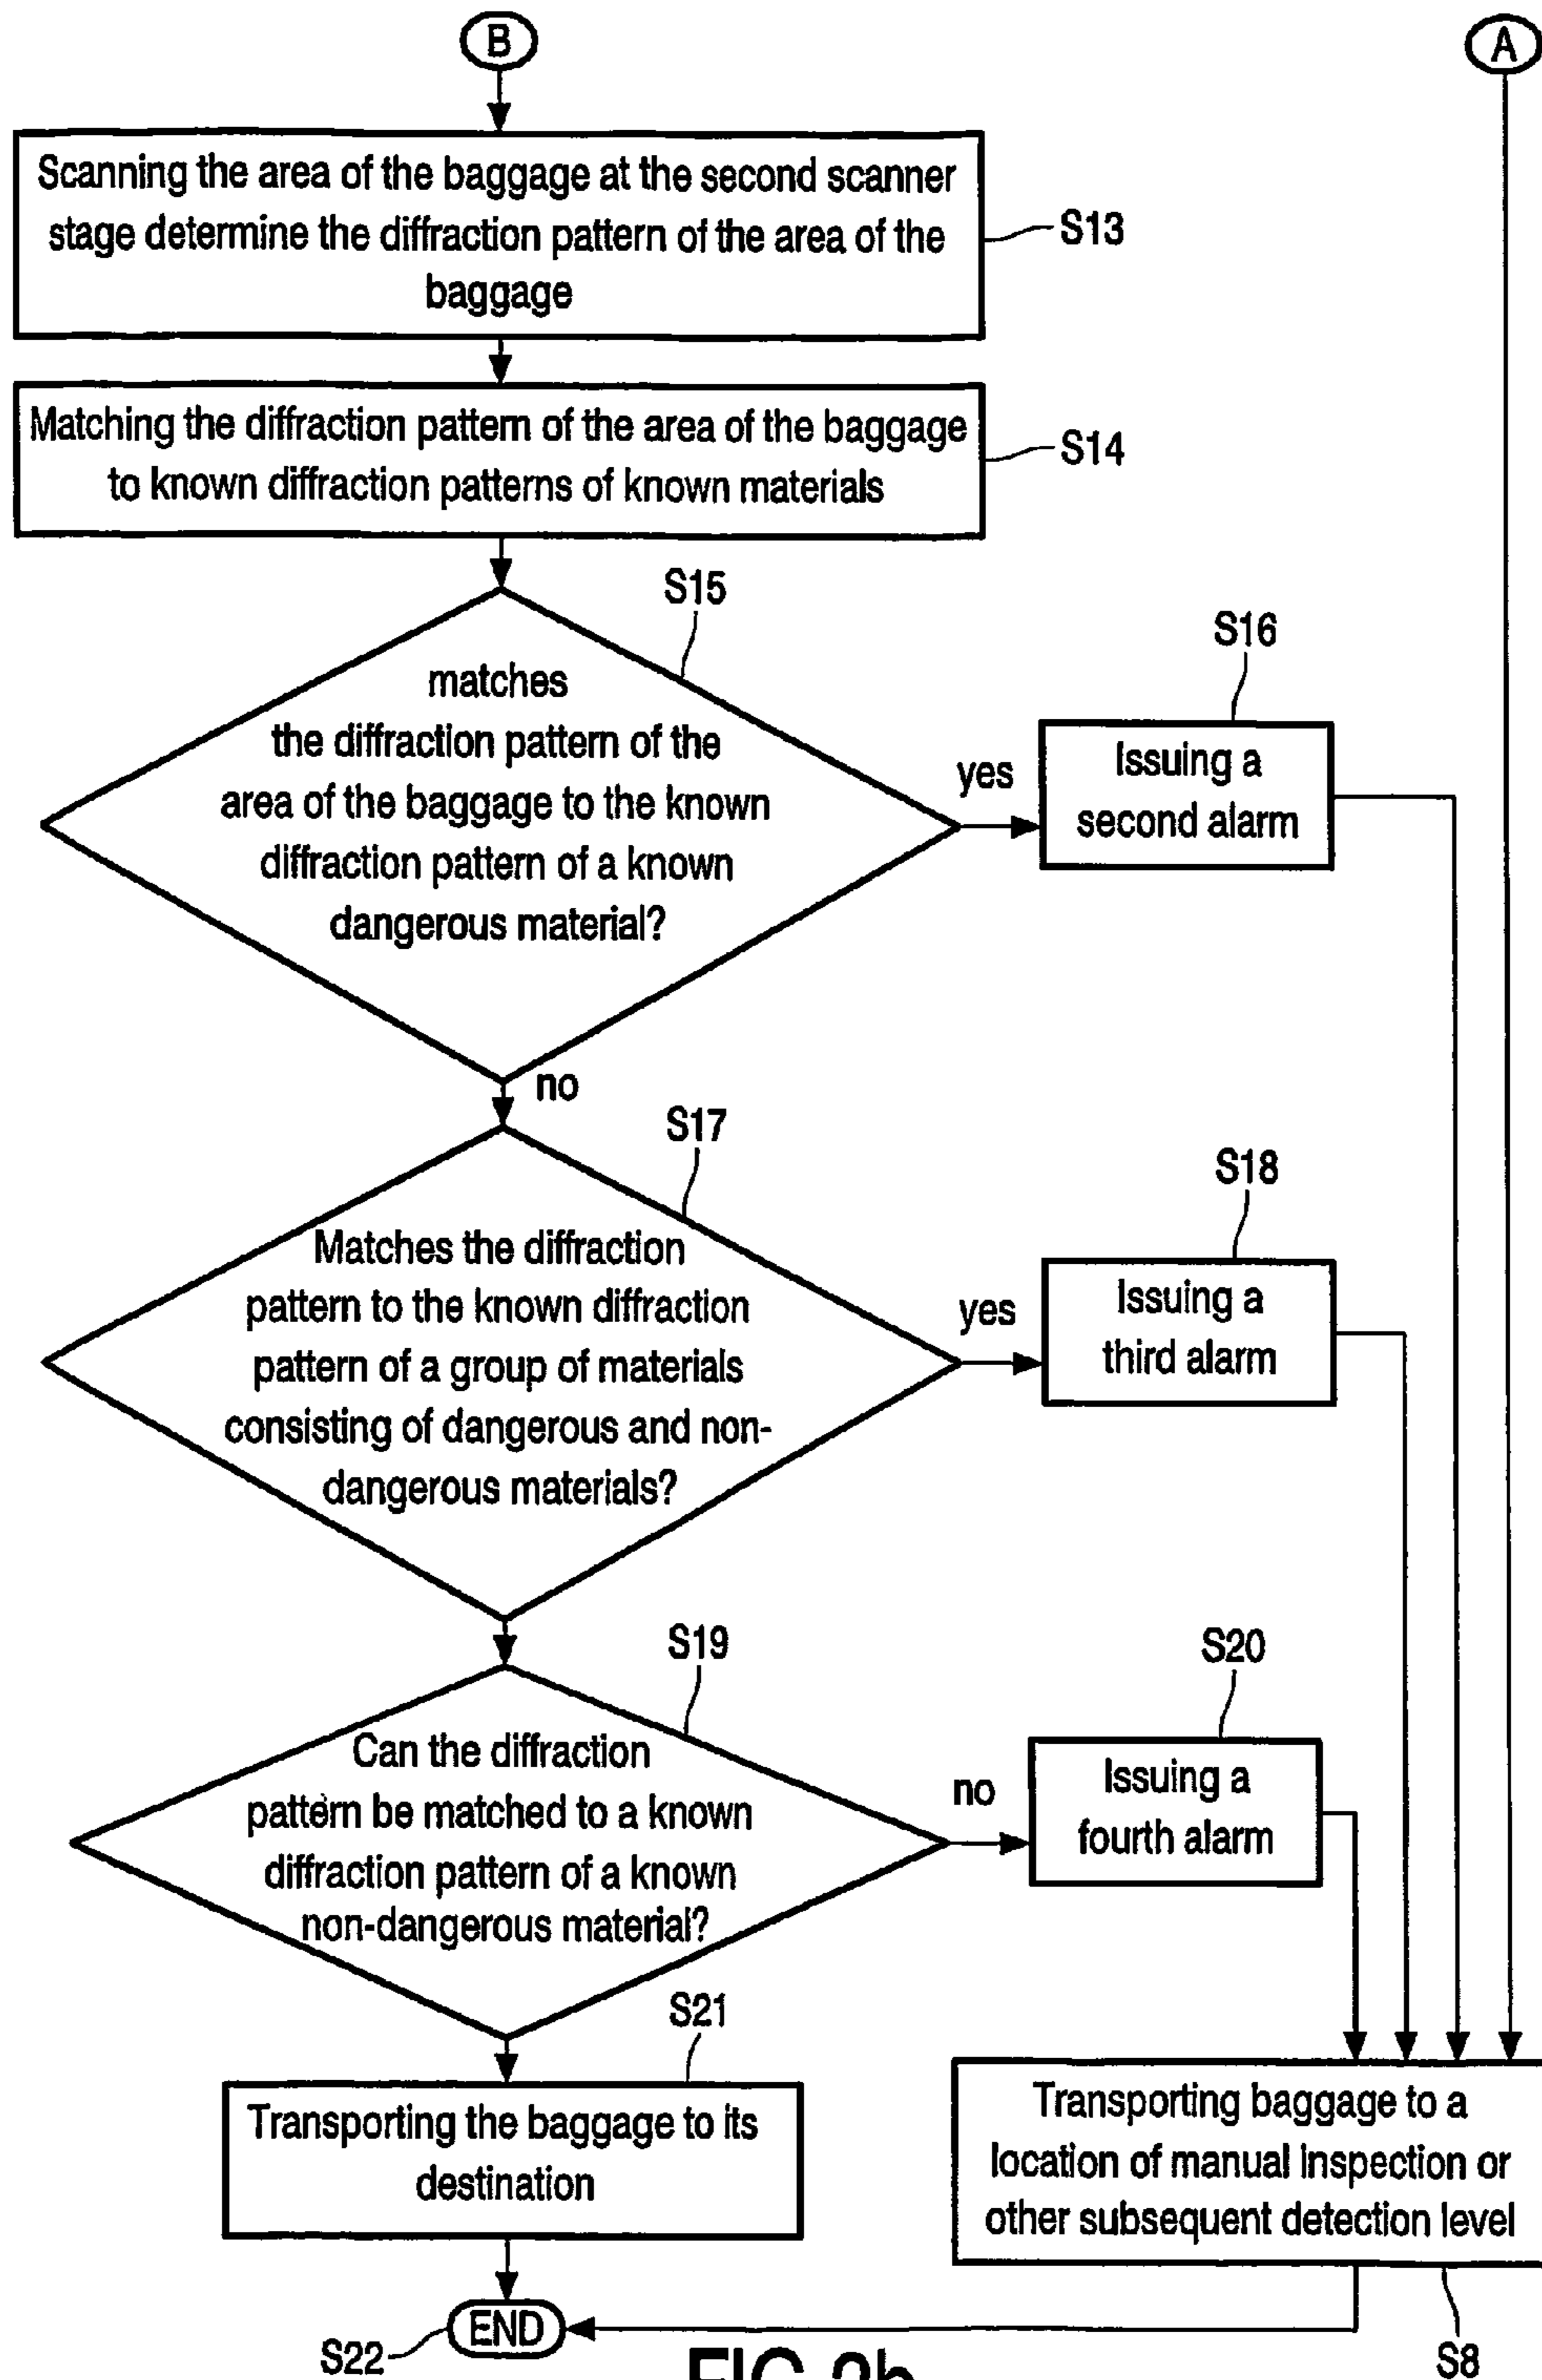 B
A
Scanning the area of the baggage at the second scanner
stage determine the diffraction pattern of the area of the
baggage
S13
Matching the diffraction pattern of the area of the baggage
to known diffraction patterns of known materials
S14
S15
matches
the diffraction pattern of the
area of the baggage to the known
diffraction pattern of a known
dangerous material?
yes
S16
Issuing a
second alarm
no
S17
Matches the diffraction
pattern to the known diffraction
pattern of a group of materials
consisting of dangerous and non-
dangerous materials?
yes
S18
Issuing a
third alarm
S19
Can the diffraction
pattern be matched to a known
diffraction pattern of a known
non-dangerous material?
no
S20
Issuing a
fourth alarm
S21
Transporting the baggage to its
destination
Transporting baggage to a
location of manual inspection or
other subsequent detection level
END
S22
S8
FIG.2b